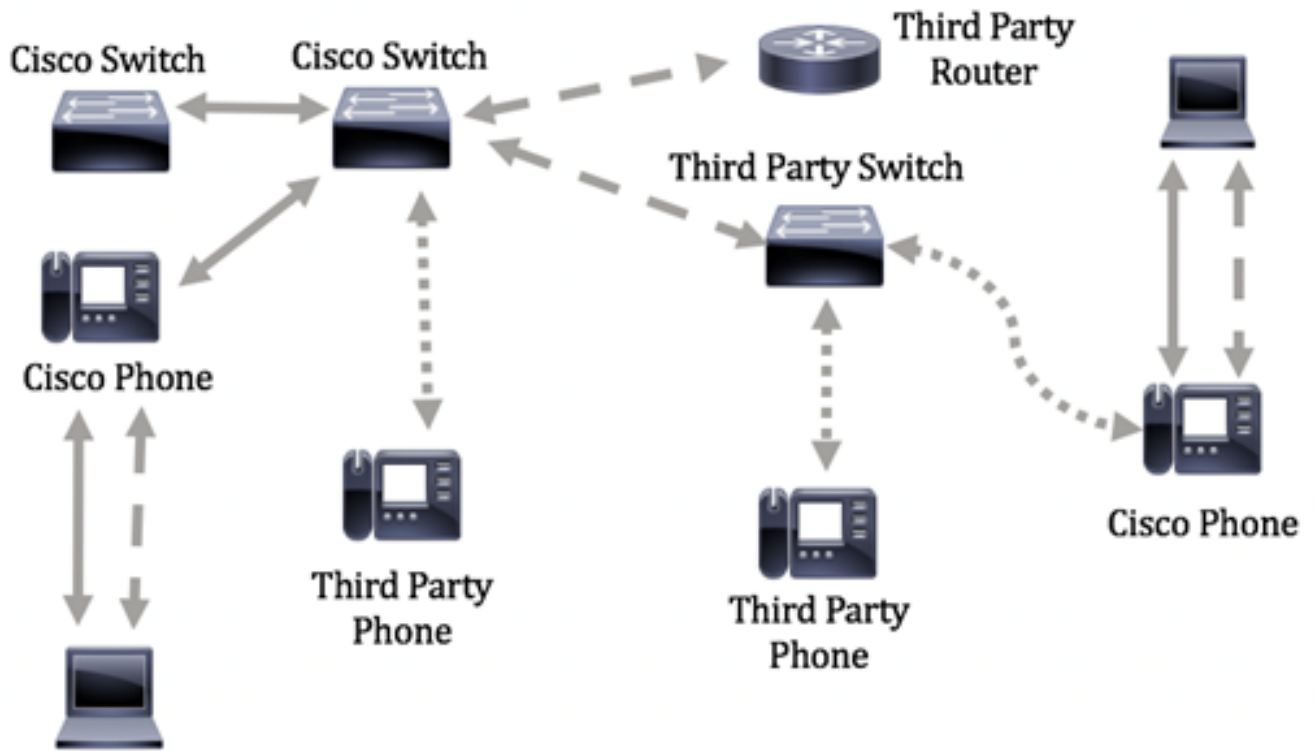 Cisco Switch
Cisco Switch
Third Party
Router
Third Party Switch
Cisco Phone
Third Party
Phone
Third Party
Phone
Cisco Phone